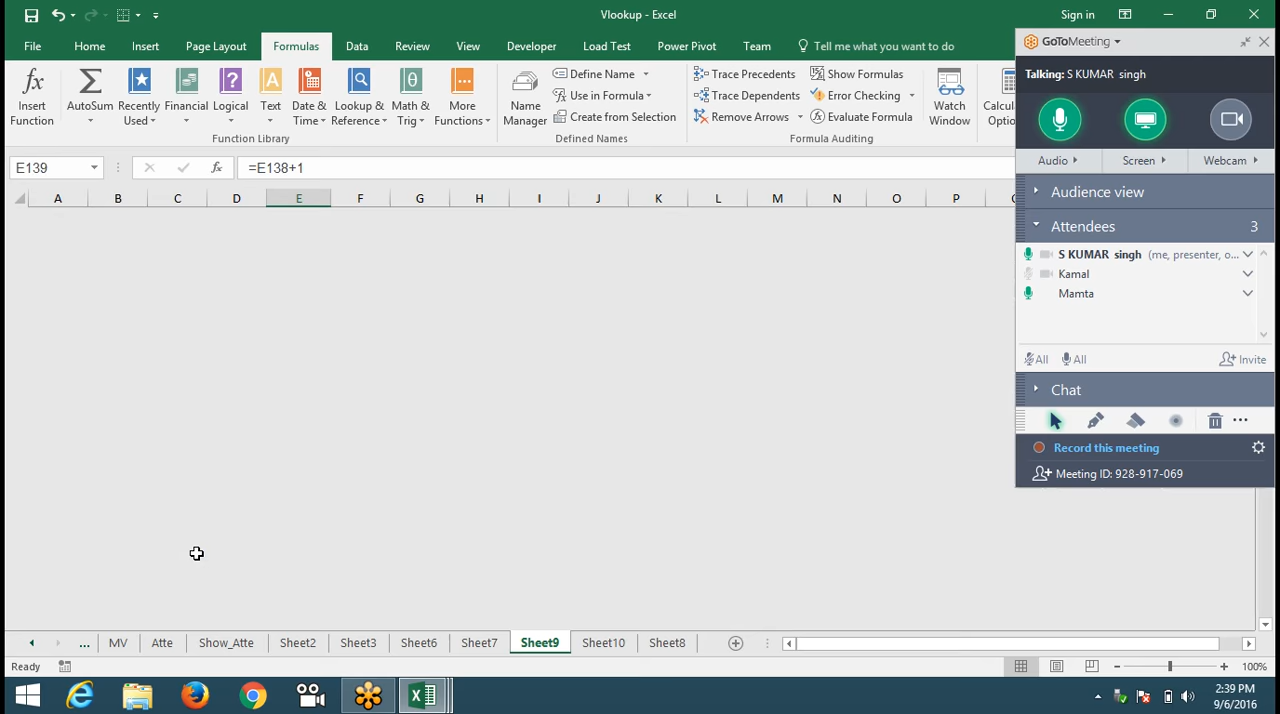 Vlookup - Excel
Sign in
File Home Insert Page Layout Formulas Data Review View Developer Load Test Power Pivot Team Tell me what you want to do
Insert Function
AutoSum
Recently Used
Financial
Logical
Text
Date & Time
Lookup & Reference
Math & Trig
More Functions
Function Library
Name Manager
Define Name
Use in Formula
Create from Selection
Defined Names
Trace Precedents
Trace Dependents
Remove Arrows
Show Formulas
Error Checking
Evaluate Formula
Formula Auditing
Watch Window
E139
fx
=E138+1
A B C D E F G H I J K L M N O P
GoToMeeting
Talking: S KUMAR singh
Audio Screen Webcam
Audience view
Attendees 3
S KUMAR singh (me, presenter, o...
Kamal
Mamta
All All Invite
Chat
Record this meeting
Meeting ID: 928-917-069
... MV Atte Show_Atte Sheet2 Sheet3 Sheet6 Sheet7 Sheet9 Sheet10 Sheet8
Ready
100%
2:39 PM
9/6/2016